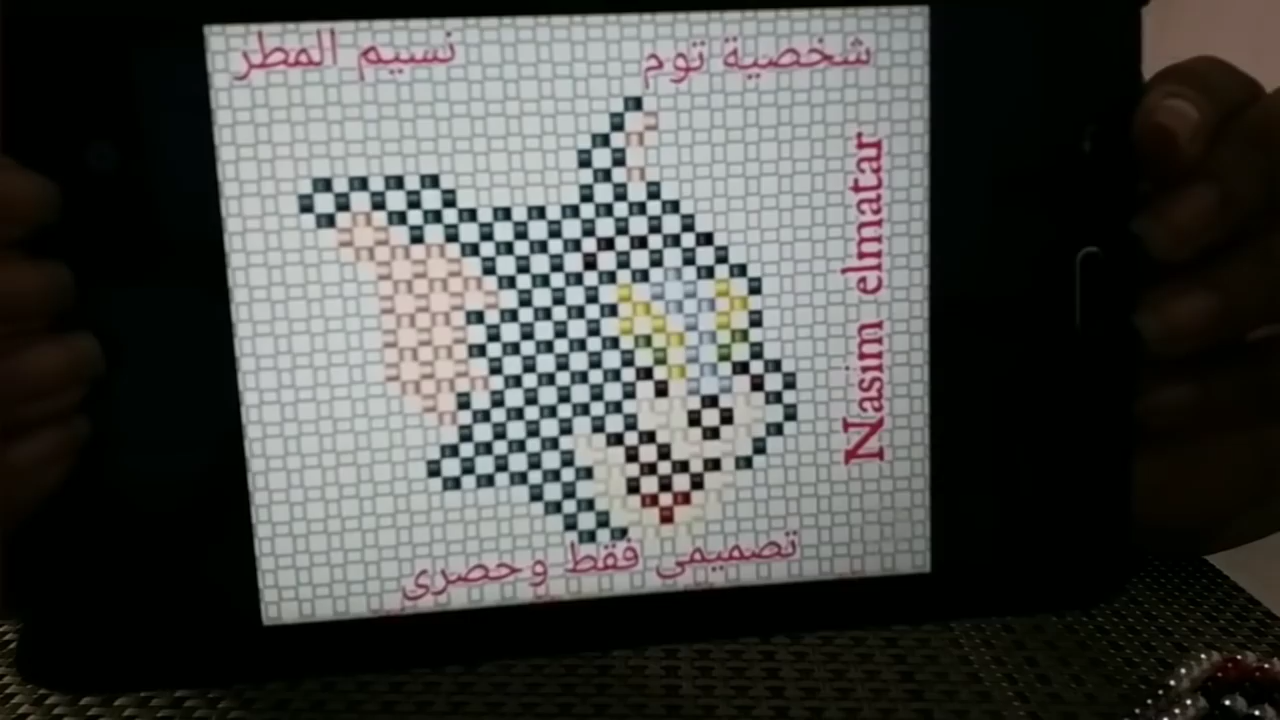 شخصية توم
نسيم المطر
Nasim elmatar
تصميمى فقط وحصرى